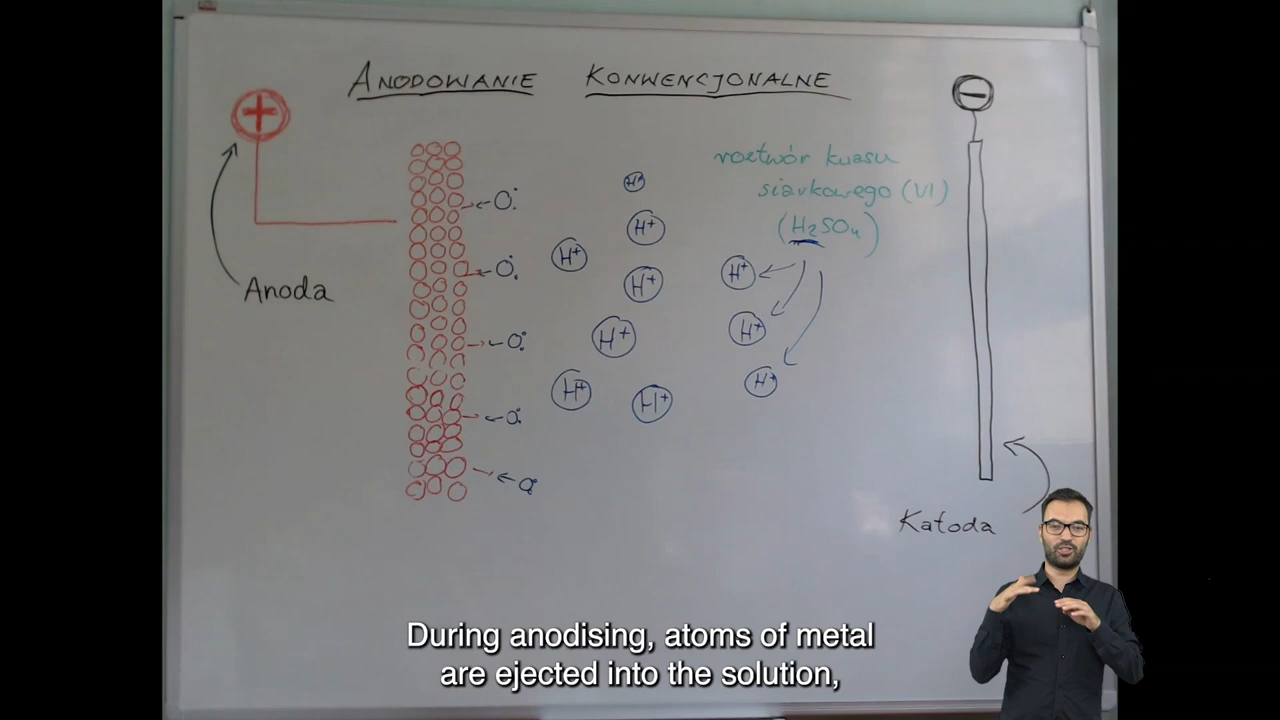 ANODOWANIE KONWENCJONALNE
+
-
roztwór kwasu
siarkowego (VI)
(H2SO4)
Anoda
O
O
O
O
O
H+
H+
H+
H+
H+
H+
H+
H+
H+
H+
Katoda
During anodising, atoms of metal
are ejected into the solution,